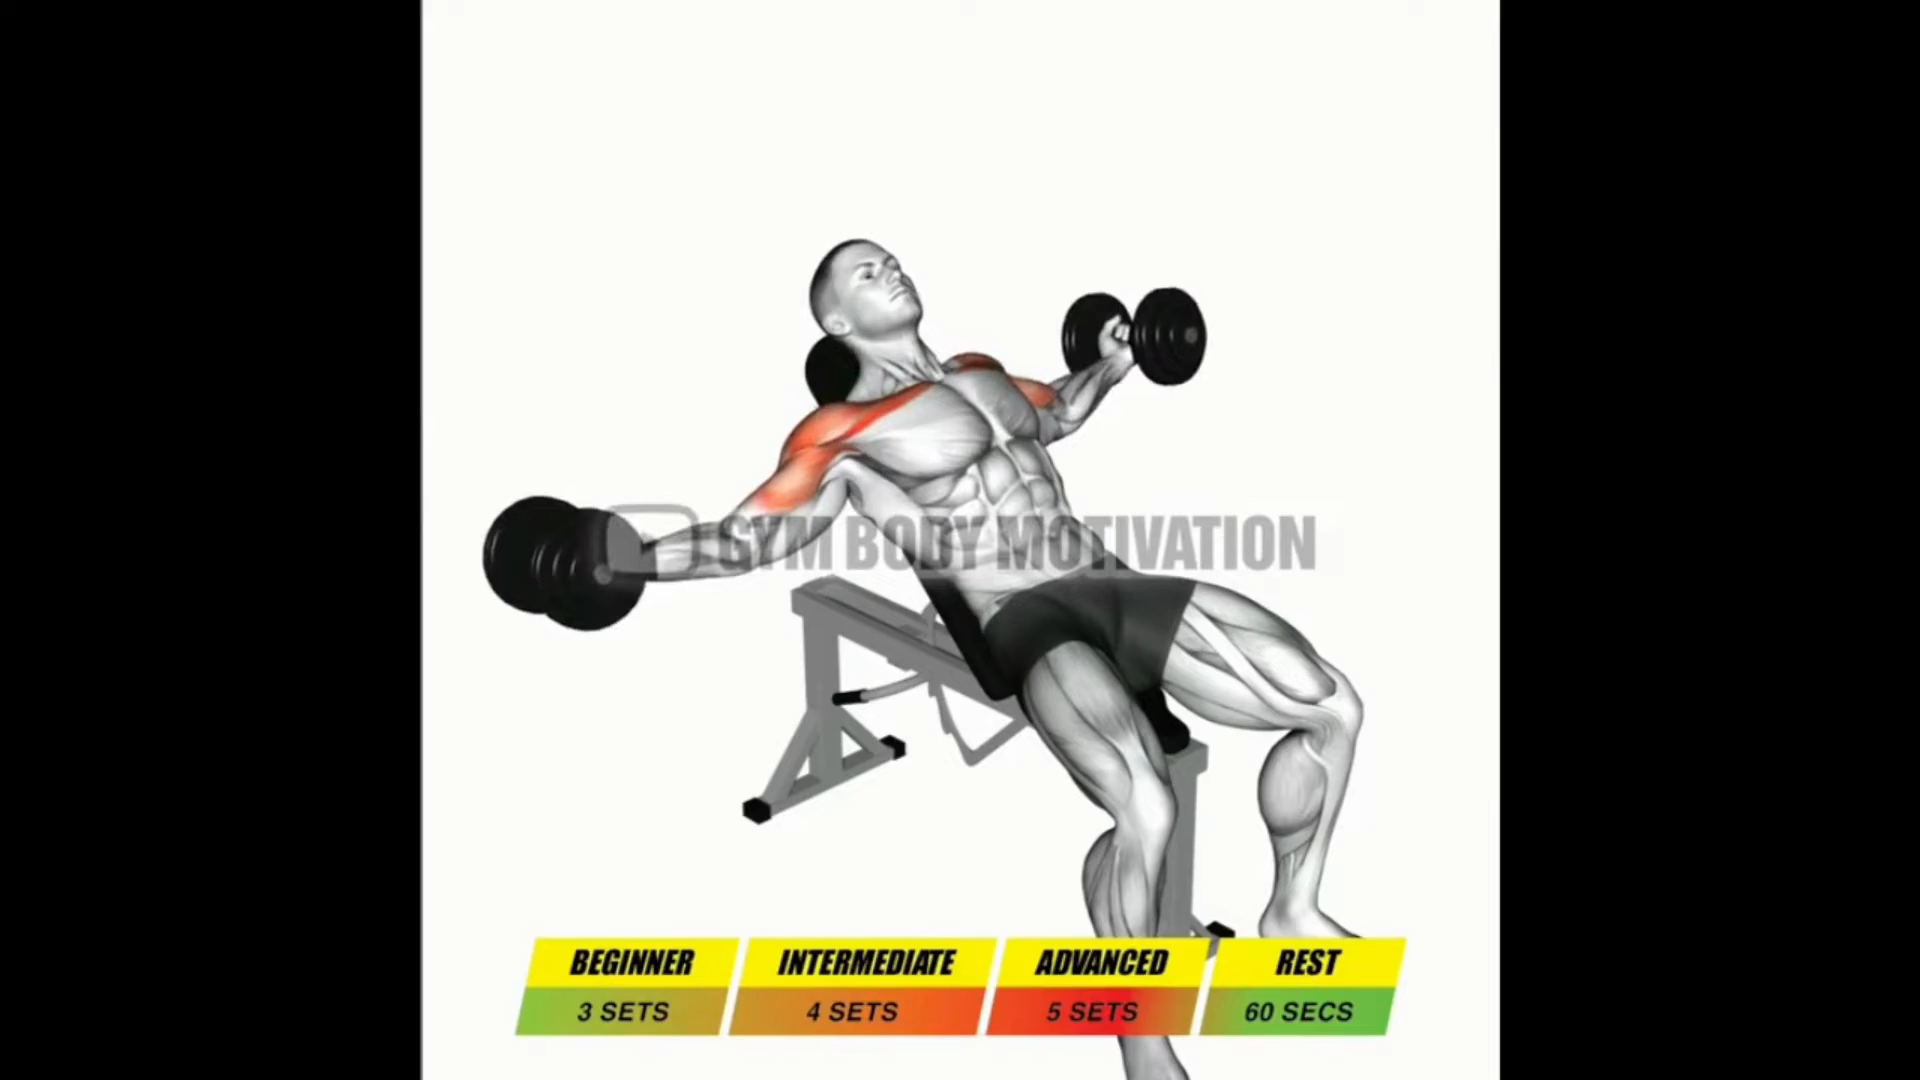 GYM BODY MOTIVATION
BEGINNER INTERMEDIATE ADVANCED REST
3 SETS 4 SETS 5 SETS 60 SECS